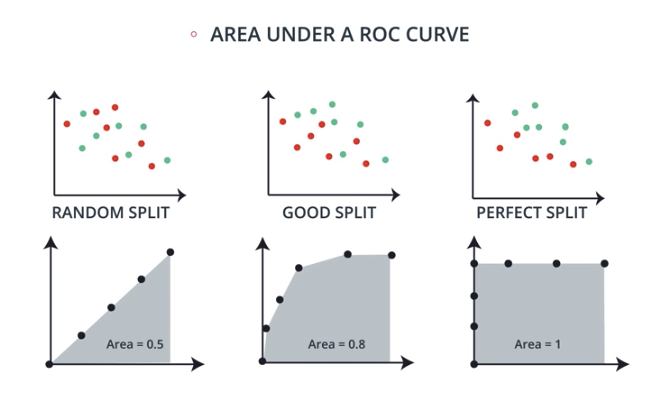 AREA UNDER A ROC CURVE
RANDOM SPLIT
GOOD SPLIT
PERFECT SPLIT
Area = 0.5
Area = 0.8
Area = 1